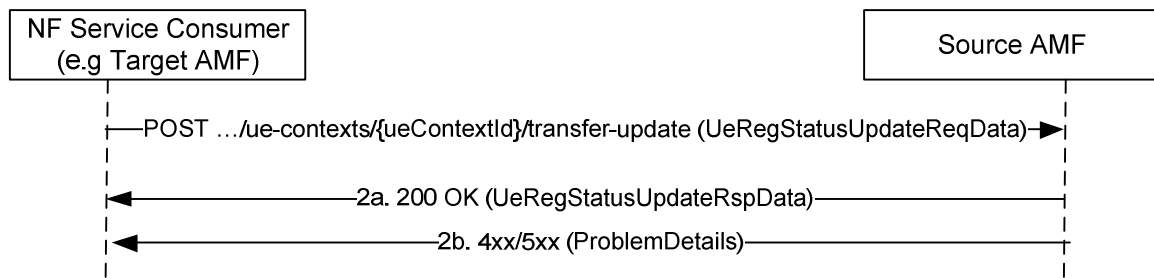 NF Service Consumer
(e.g Target AMF)
Source AMF
POST .../ue-contexts/{ueContextId}/transfer-update (UeRegStatusUpdateReqData)
2a. 200 OK (UeRegStatusUpdateRspData)
2b. 4xx/5xx (ProblemDetails)